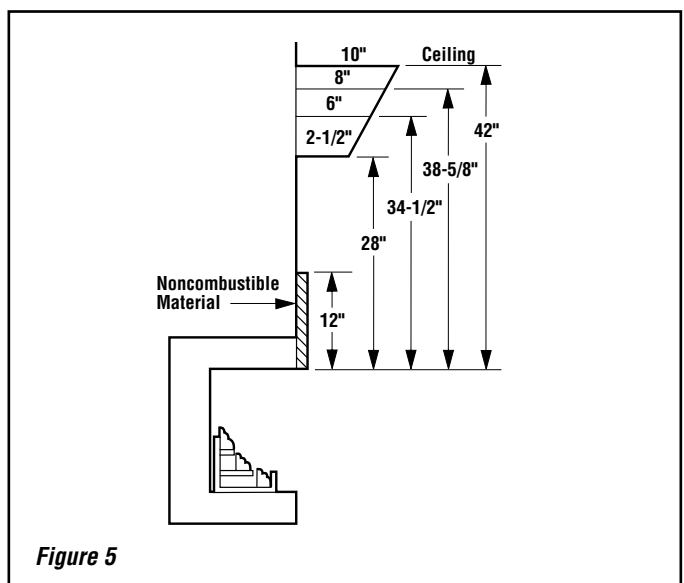 10" Ceiling
8"
6"
2-1/2"
42"
38-5/8"
34-1/2"
28"
Noncombustible
Material
12"
Figure 5